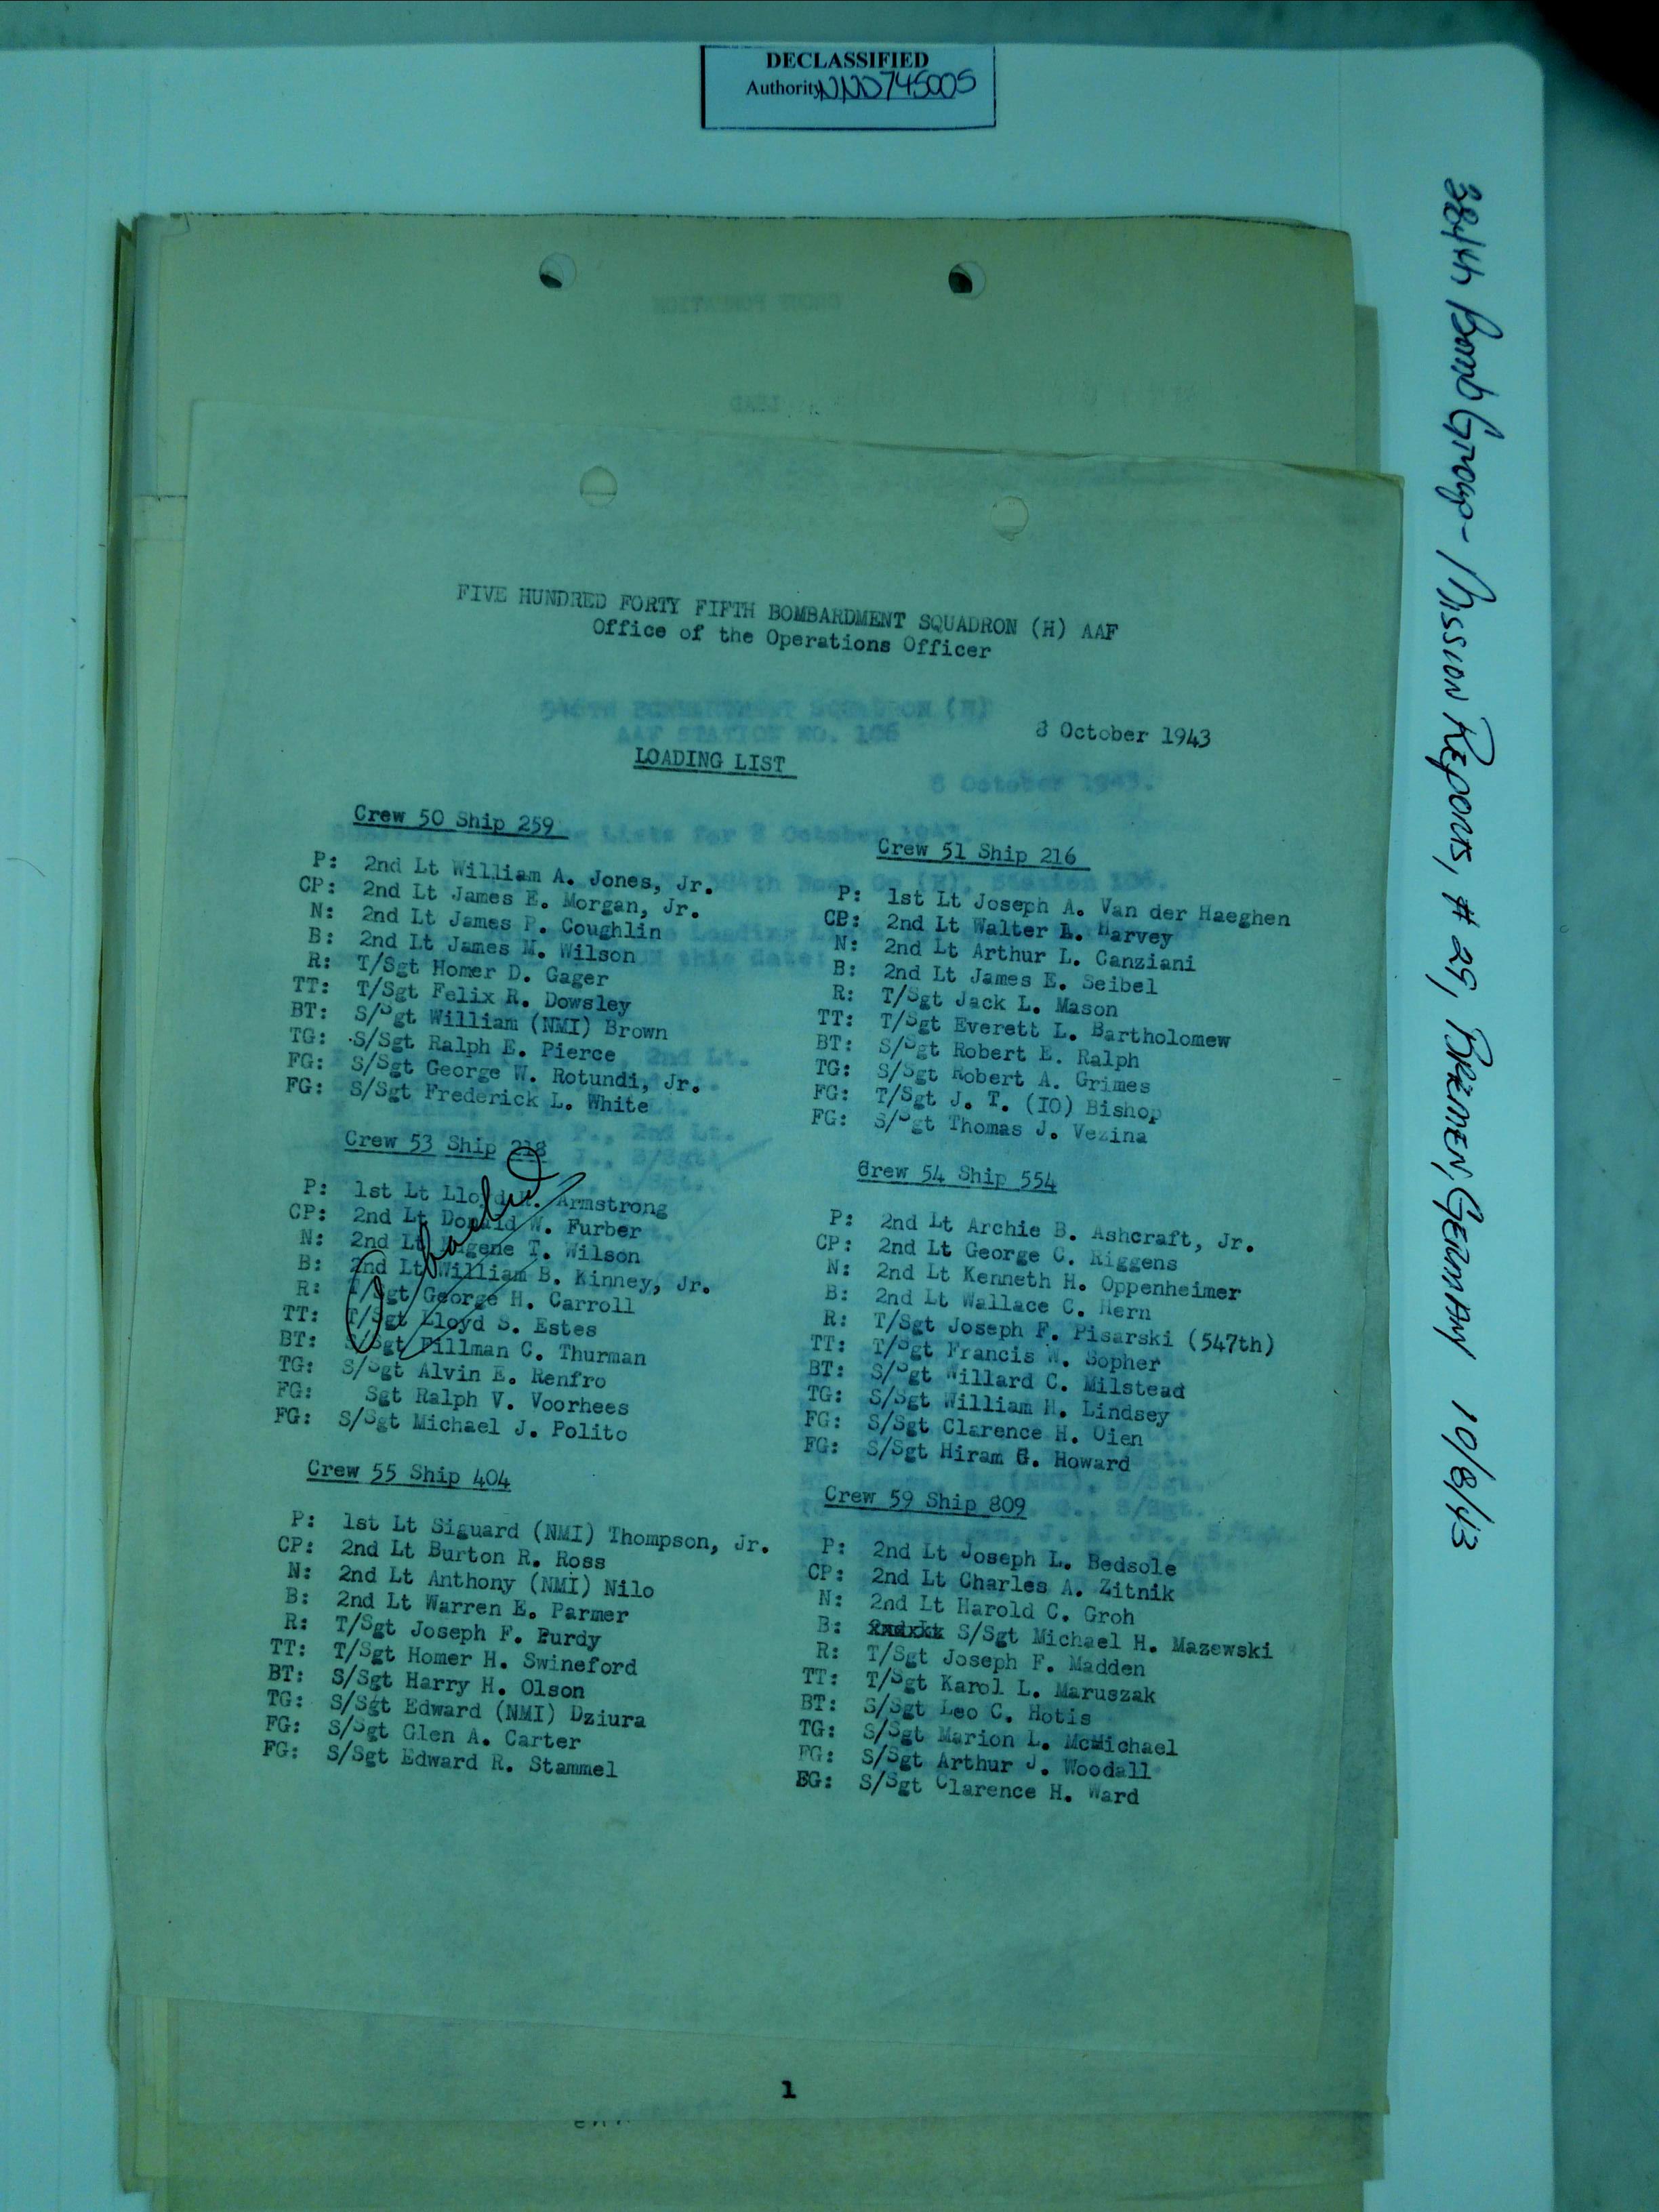 DECLASSIFIED
Authority NND745005
384th Bomb Group - Mission Reports, # 25, BREMEN, GERMANY 10/8/43
FIVE HUNDRED FORTY FIFTH BOMBARDMENT SQUADRON (H) AAF
Office of the Operations Officer
8 October 1943
LOADING LIST
Crew 50 Ship 259
P: 2nd Lt William A. Jones, Jr.
CP: 2nd Lt James E. Morgan, Jr.
N: 2nd Lt James P. Coughlin
B: 2nd Lt James M. Wilson
R: T/Sgt Homer D. Gager
TT: T/Sgt Felix R. Dowsley
BT: S/Sgt William (NMI) Brown
TG: S/Sgt Ralph E. Pierce
FG: S/Sgt George W. Rotundi, Jr.
FG: S/Sgt Frederick L. White
Crew 51 Ship 216
P: 1st Lt Joseph A. Van der Haeghen
CP: 2nd Lt Walter L. Harvey
N: 2nd Lt Arthur L. Canziani
B: 2nd Lt James E. Seibel
R: T/Sgt Jack L. Mason
TT: T/Sgt Everett L. Bartholomew
BT: S/Sgt Robert E. Ralph
TG: S/Sgt Robert A. Grimes
FG: T/Sgt J. T. (IO) Bishop
FG: S/Sgt Thomas J. Vezina
Crew 53 Ship 218
P: 1st Lt Lloyd R. Armstrong
CP: 2nd Lt Donald W. Furber
N: 2nd Lt Eugene T. Wilson
B: 2nd Lt William B. Kinney, Jr.
R: T/Sgt George H. Carroll
TT: T/Sgt Lloyd S. Estes
BT: S/Sgt Tillman C. Thurman
TG: S/Sgt Alvin E. Renfro
FG: Sgt Ralph V. Voorhees
FG: S/Sgt Michael J. Polito
Crew 54 Ship 554
P: 2nd Lt Archie B. Ashcraft, Jr.
CP: 2nd Lt George C. Riggens
N: 2nd Lt Kenneth H. Oppenheimer
B: 2nd Lt Wallace C. Hern
R: T/Sgt Joseph F. Pisarski (547th)
TT: T/Sgt Francis W. Sopher
BT: S/Sgt Willard C. Milstead
TG: S/Sgt William H. Lindsey
FG: S/Sgt Clarence H. Oien
FG: S/Sgt Hiram G. Howard
Crew 55 Ship 404
P: 1st Lt Siguard (NMI) Thompson, Jr.
CP: 2nd Lt Burton R. Ross
N: 2nd Lt Anthony (NMI) Nilo
B: 2nd Lt Warren E. Parmer
R: T/Sgt Joseph F. Purdy
TT: T/Sgt Homer H. Swineford
BT: S/Sgt Harry H. Olson
TG: S/Sgt Edward (NMI) Dziura
FG: S/Sgt Glen A. Carter
FG: S/Sgt Edward R. Stammel
Crew 59 Ship 809
P: 2nd Lt Joseph L. Bedsole
CP: 2nd Lt Charles A. Zitnik
N: 2nd Lt Harold C. Groh
B: S/Sgt Michael H. Mazewski
R: T/Sgt Joseph F. Madden
TT: T/Sgt Karol L. Maruszak
BT: S/Sgt Leo C. Hotis
TG: S/Sgt Marion L. McMichael
FG: S/Sgt Arthur J. Woodall
FG: S/Sgt Clarence H. Ward
1